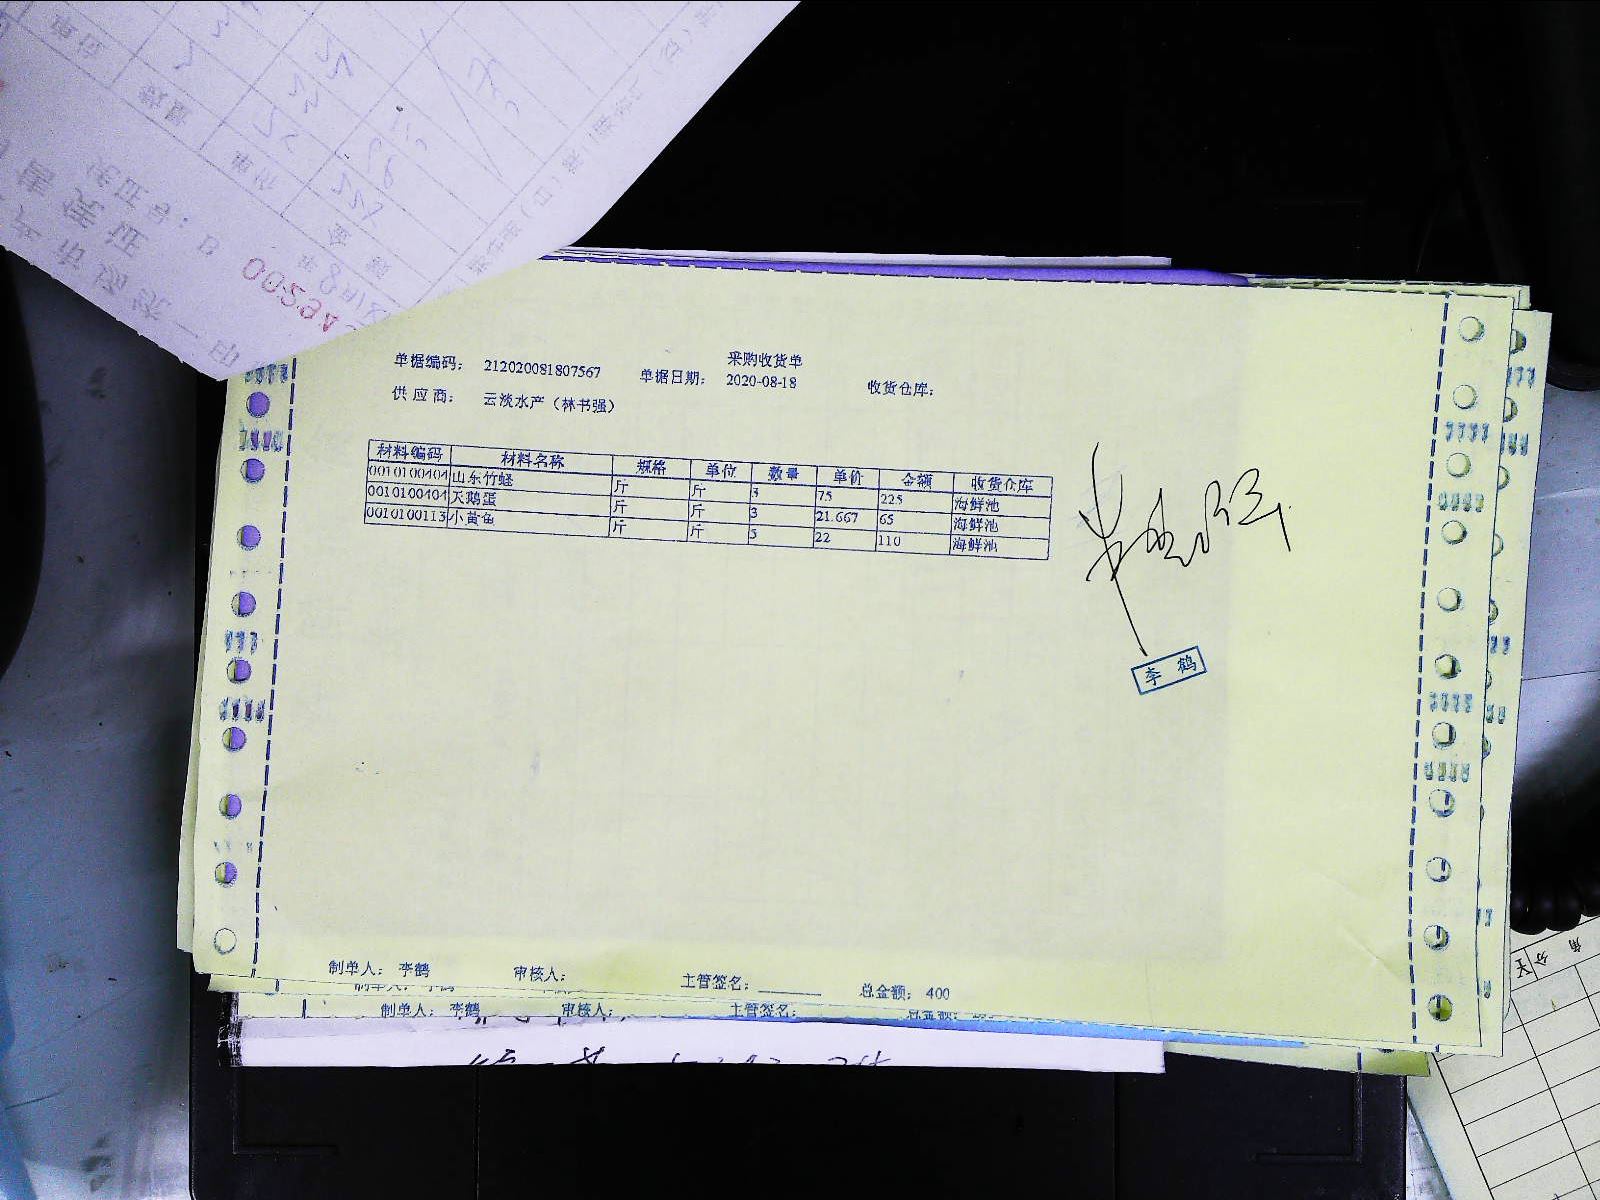 采购收货单
单据编码： 212020081807567 单据日期： 2020-08-18 收货仓库：
供 应 商： 云淡水产（林书强）
材料编码 材料名称 规格 单位 数量 单价 金额 收货仓库
0010100404 山东竹蛏 斤 斤 3 75 225 海鲜池
0010100404 天鹅蛋 斤 斤 3 21.667 65 海鲜池
0010100113 小黄鱼 斤 斤 5 22 110 海鲜池
李 鹤
制单人： 李鹤 审核人： 主管签名： 总金额： 400
制单人： 李鹤 审核人： 主管签名： 总金额：